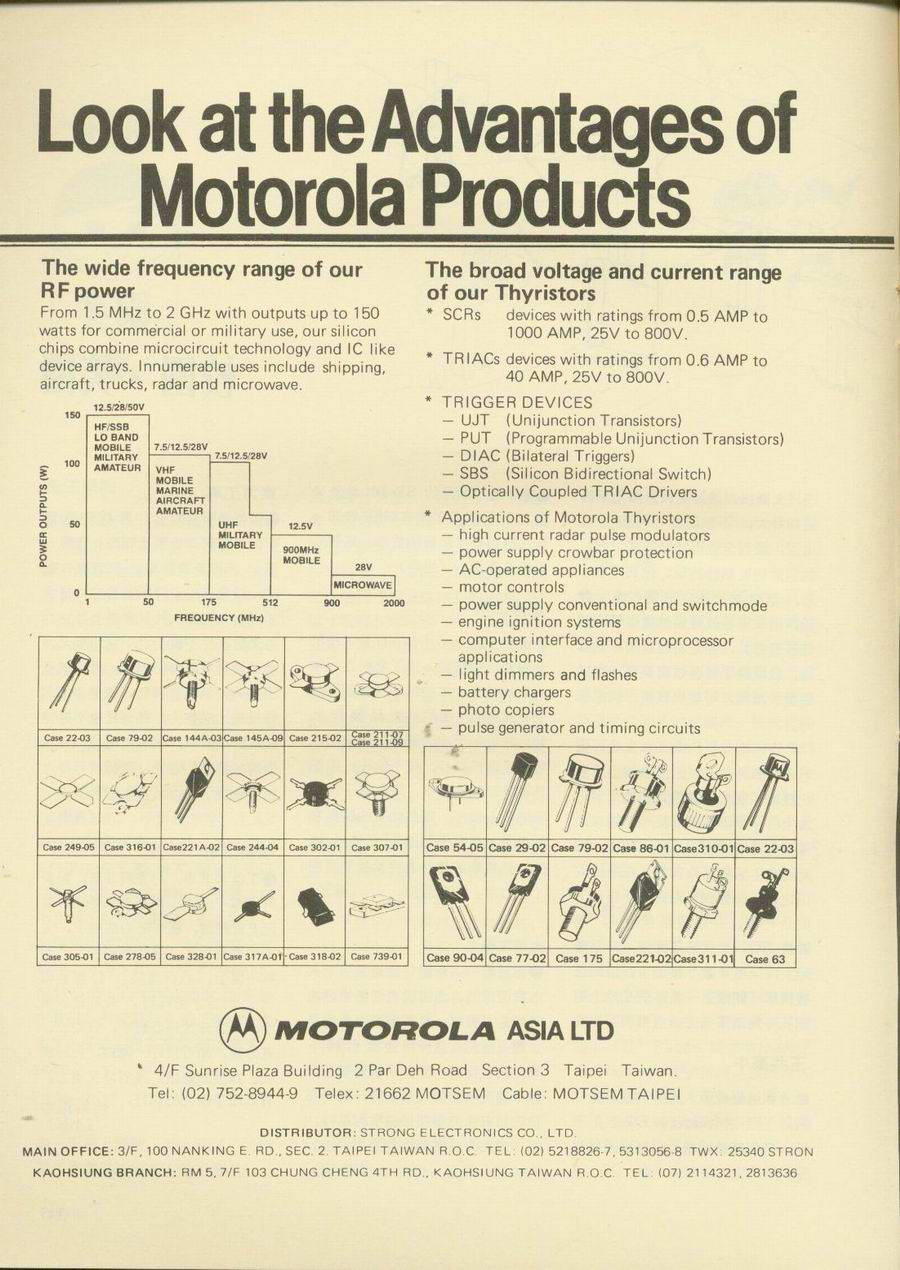 Look at the Advantages of
Motorola Products
The wide frequency range of our
RF power
From 1.5 MHz to 2 GHz with outputs up to 150
watts for commercial or military use, our silicon
chips combine microcircuit technology and IC like
device arrays. Innumerable uses include shipping,
aircraft, trucks, radar and microwave.
12.5/28/50V
150
HF/SSB
LO BAND
MOBILE
MILITARY
AMATEUR
7.5/12.5/28V
100
VHF
MOBILE
MARINE
AIRCRAFT
AMATEUR
7.5/12.5/28V
UHF
MILITARY
MOBILE
50
12.5V
900MHz
MOBILE
28V
MICROWAVE
0
POWER OUTPUTS (W)
1 50 175 512 900 2000
FREQUENCY (MHz)
Case 22-03 Case 79-02 Case 144A-03 Case 145A-09 Case 215-02 Case 211-07
Case 211-09
Case 249-05 Case 316-01 Case221A-02 Case 244-04 Case 302-01 Case 307-01
Case 305-01 Case 278-05 Case 328-01 Case 317A-01 Case 318-02 Case 739-01
The broad voltage and current range
of our Thyristors
* SCRs devices with ratings from 0.5 AMP to
1000 AMP, 25V to 800V.
* TRIACs devices with ratings from 0.6 AMP to
40 AMP, 25V to 800V.
* TRIGGER DEVICES
— UJT (Unijunction Transistors)
— PUT (Programmable Unijunction Transistors)
— DIAC (Bilateral Triggers)
— SBS (Silicon Bidirectional Switch)
— Optically Coupled TRIAC Drivers
* Applications of Motorola Thyristors
— high current radar pulse modulators
— power supply crowbar protection
— AC-operated appliances
— motor controls
— power supply conventional and switchmode
— engine ignition systems
— computer interface and microprocessor
applications
— light dimmers and flashes
— battery chargers
— photo copiers
— pulse generator and timing circuits
Case 54-05 Case 29-02 Case 79-02 Case 86-01 Case310-01 Case 22-03
Case 90-04 Case 77-02 Case 175 Case221-02 Case311-01 Case 63
MOTOROLA ASIA LTD
4/F Sunrise Plaza Building 2 Par Deh Road Section 3 Taipei Taiwan.
Tel: (02) 752-8944-9 Telex: 21662 MOTSEM Cable: MOTSEM TAIPEI
DISTRIBUTOR: STRONG ELECTRONICS CO., LTD.
MAIN OFFICE: 3/F, 100 NANKING E. RD., SEC. 2. TAIPEI TAIWAN R.O.C. TEL: (02) 5218826-7, 5313056-8 TWX: 25340 STRON
KAOHSIUNG BRANCH: RM 5, 7/F 103 CHUNG CHENG 4TH RD., KAOHSIUNG TAIWAN R.O.C. TEL: (07) 2114321, 2813636